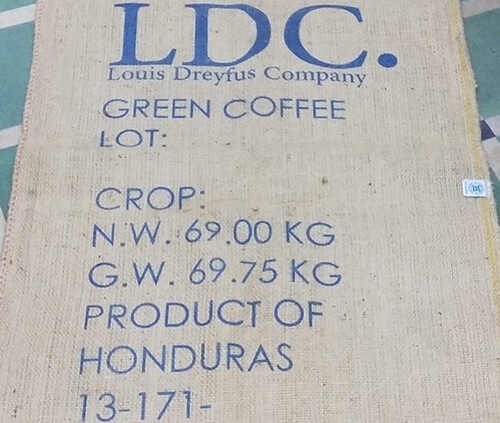 LDC.
Louis Dreyfus Company
GREEN COFFEE
LOT:
CROP:
N.W. 69.00 KG
G.W. 69.75 KG
PRODUCT OF
HONDURAS
13-171-